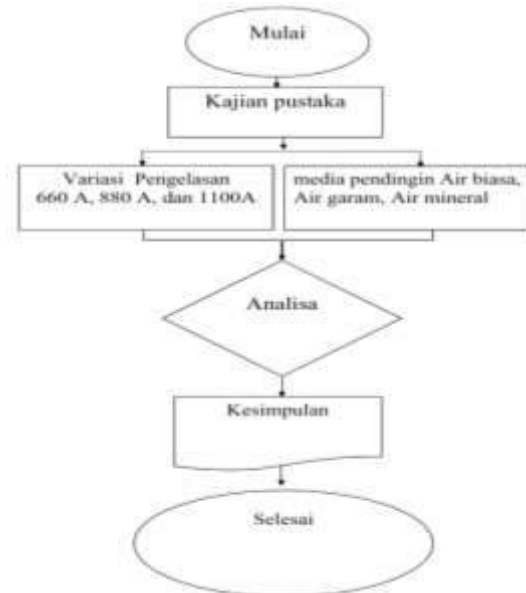 Mulai
Kajian pustaka
Variasi Pengelasan
660 A, 880 A, dan 1100A
media pendingin Air biasa,
Air garam, Air mineral
Analisa
Kesimpulan
Selesai